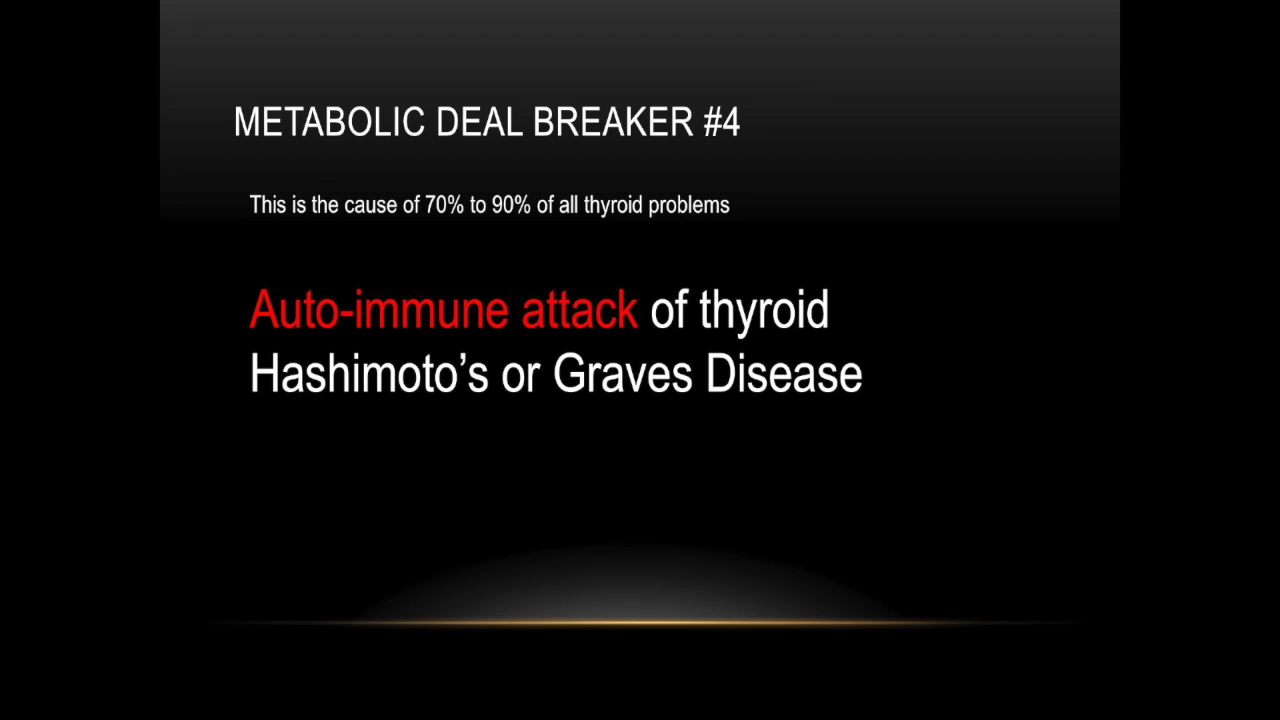 METABOLIC DEAL BREAKER #4
This is the cause of 70% to 90% of all thyroid problems
Auto-immune attack of thyroid
Hashimoto’s or Graves Disease